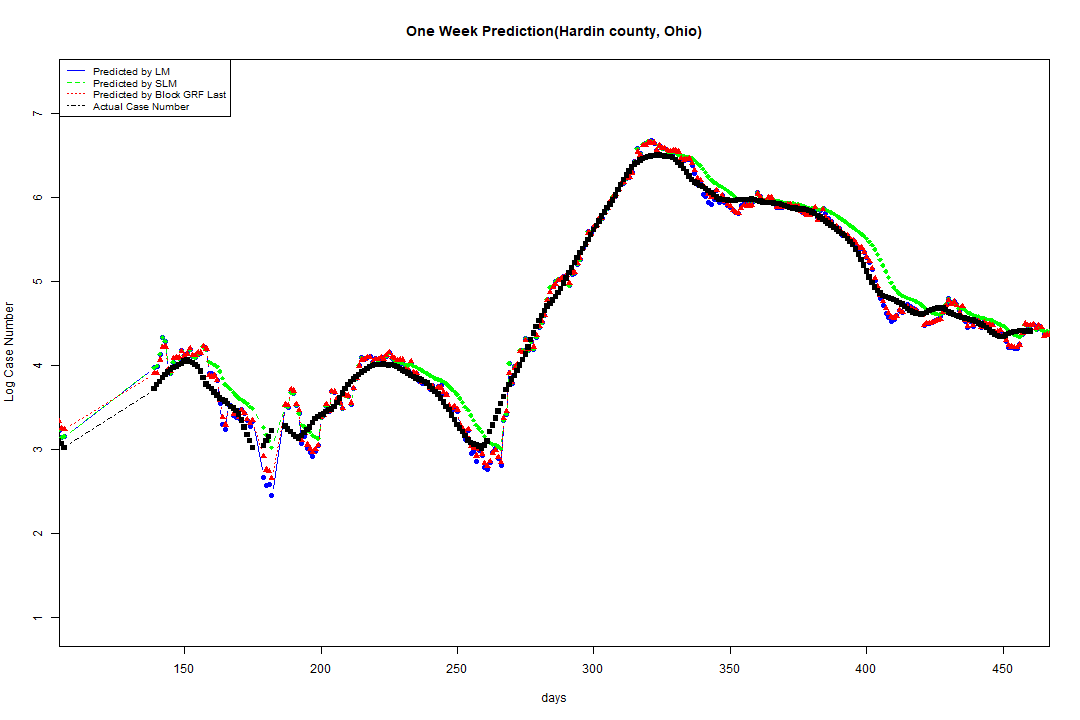 One Week Prediction(Hardin county, Ohio)
Predicted by LM
Predicted by SLM
Predicted by Block GRF Last
Actual Case Number
Log Case Number
7
6
5
4
3
2
1
150 200 250 300 350 400 450
days